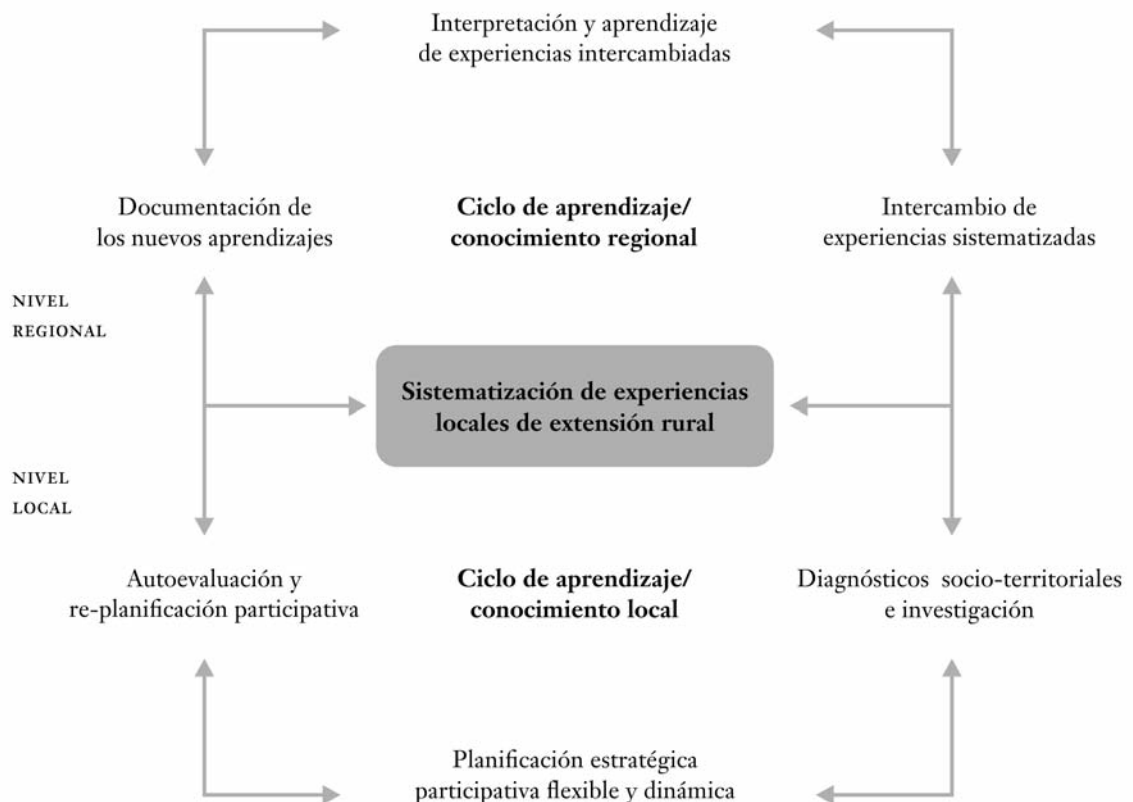 Interpretación y aprendizaje
de experiencias intercambiadas
Documentación de
los nuevos aprendizajes
Ciclo de aprendizaje/
conocimiento regional
Intercambio de
experiencias sistematizadas
NIVEL
REGIONAL
Sistematización de experiencias
locales de extensión rural
NIVEL
LOCAL
Autoevaluación y
re-planificación participativa
Ciclo de aprendizaje/
conocimiento local
Diagnósticos socio-territoriales
e investigación
Planificación estratégica
participativa flexible y dinámica